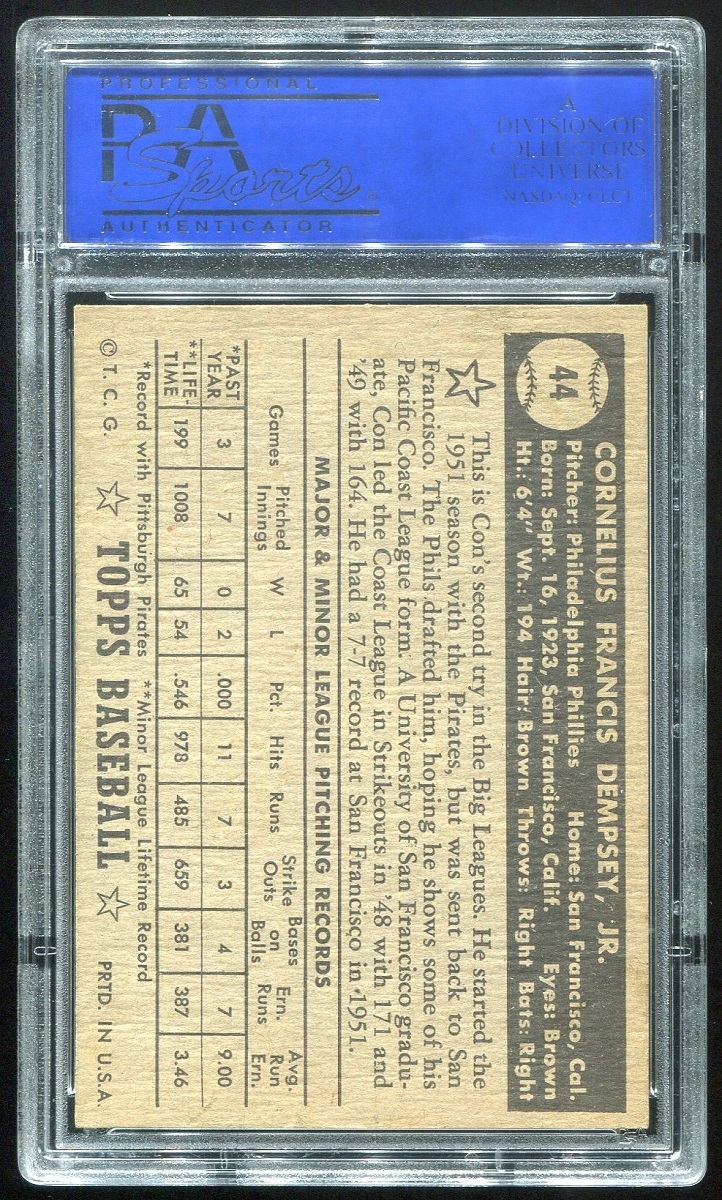 PROFESSIONAL
PSA
Sports
AUTHENTICATOR
A
DIVISION OF
COLLECTORS
UNIVERSE
NASDAQ: CLCT
44
CORNELIUS FRANCIS DEMPSEY, JR.
Pitcher: Philadelphia Phillies Home: San Francisco, Cal.
Born: Sept. 16, 1923, San Francisco, Calif. Eyes: Brown
Ht.: 6'4" Wt.: 194 Hair: Brown Throws: Right Bats: Right
This is Con's second try in the Big Leagues. He started the
1951 season with the Pirates, but was sent back to San
Francisco. The Phils drafted him, hoping he shows some of his
Pacific Coast League form. A University of San Francisco gradu-
ate, Con led the Coast League in Strikeouts in '48 with 171 and
'49 with 164. He had a 7-7 record at San Francisco in 1951.
MAJOR & MINOR LEAGUE PITCHING RECORDS
Games Pitched Innings W L Pct. Hits Runs Strike Outs Bases on Balls Ern. Runs Avg. Run Ern.
*PAST YEAR 3 7 0 2 .000 11 7 3 4 7 9.00
**LIFE-TIME 199 1008 65 54 .546 978 485 659 381 387 3.46
*Record with Pittsburgh Pirates **Minor League Lifetime Record
© T. C. G. TOPPS BASEBALL PRTD. IN U.S.A.